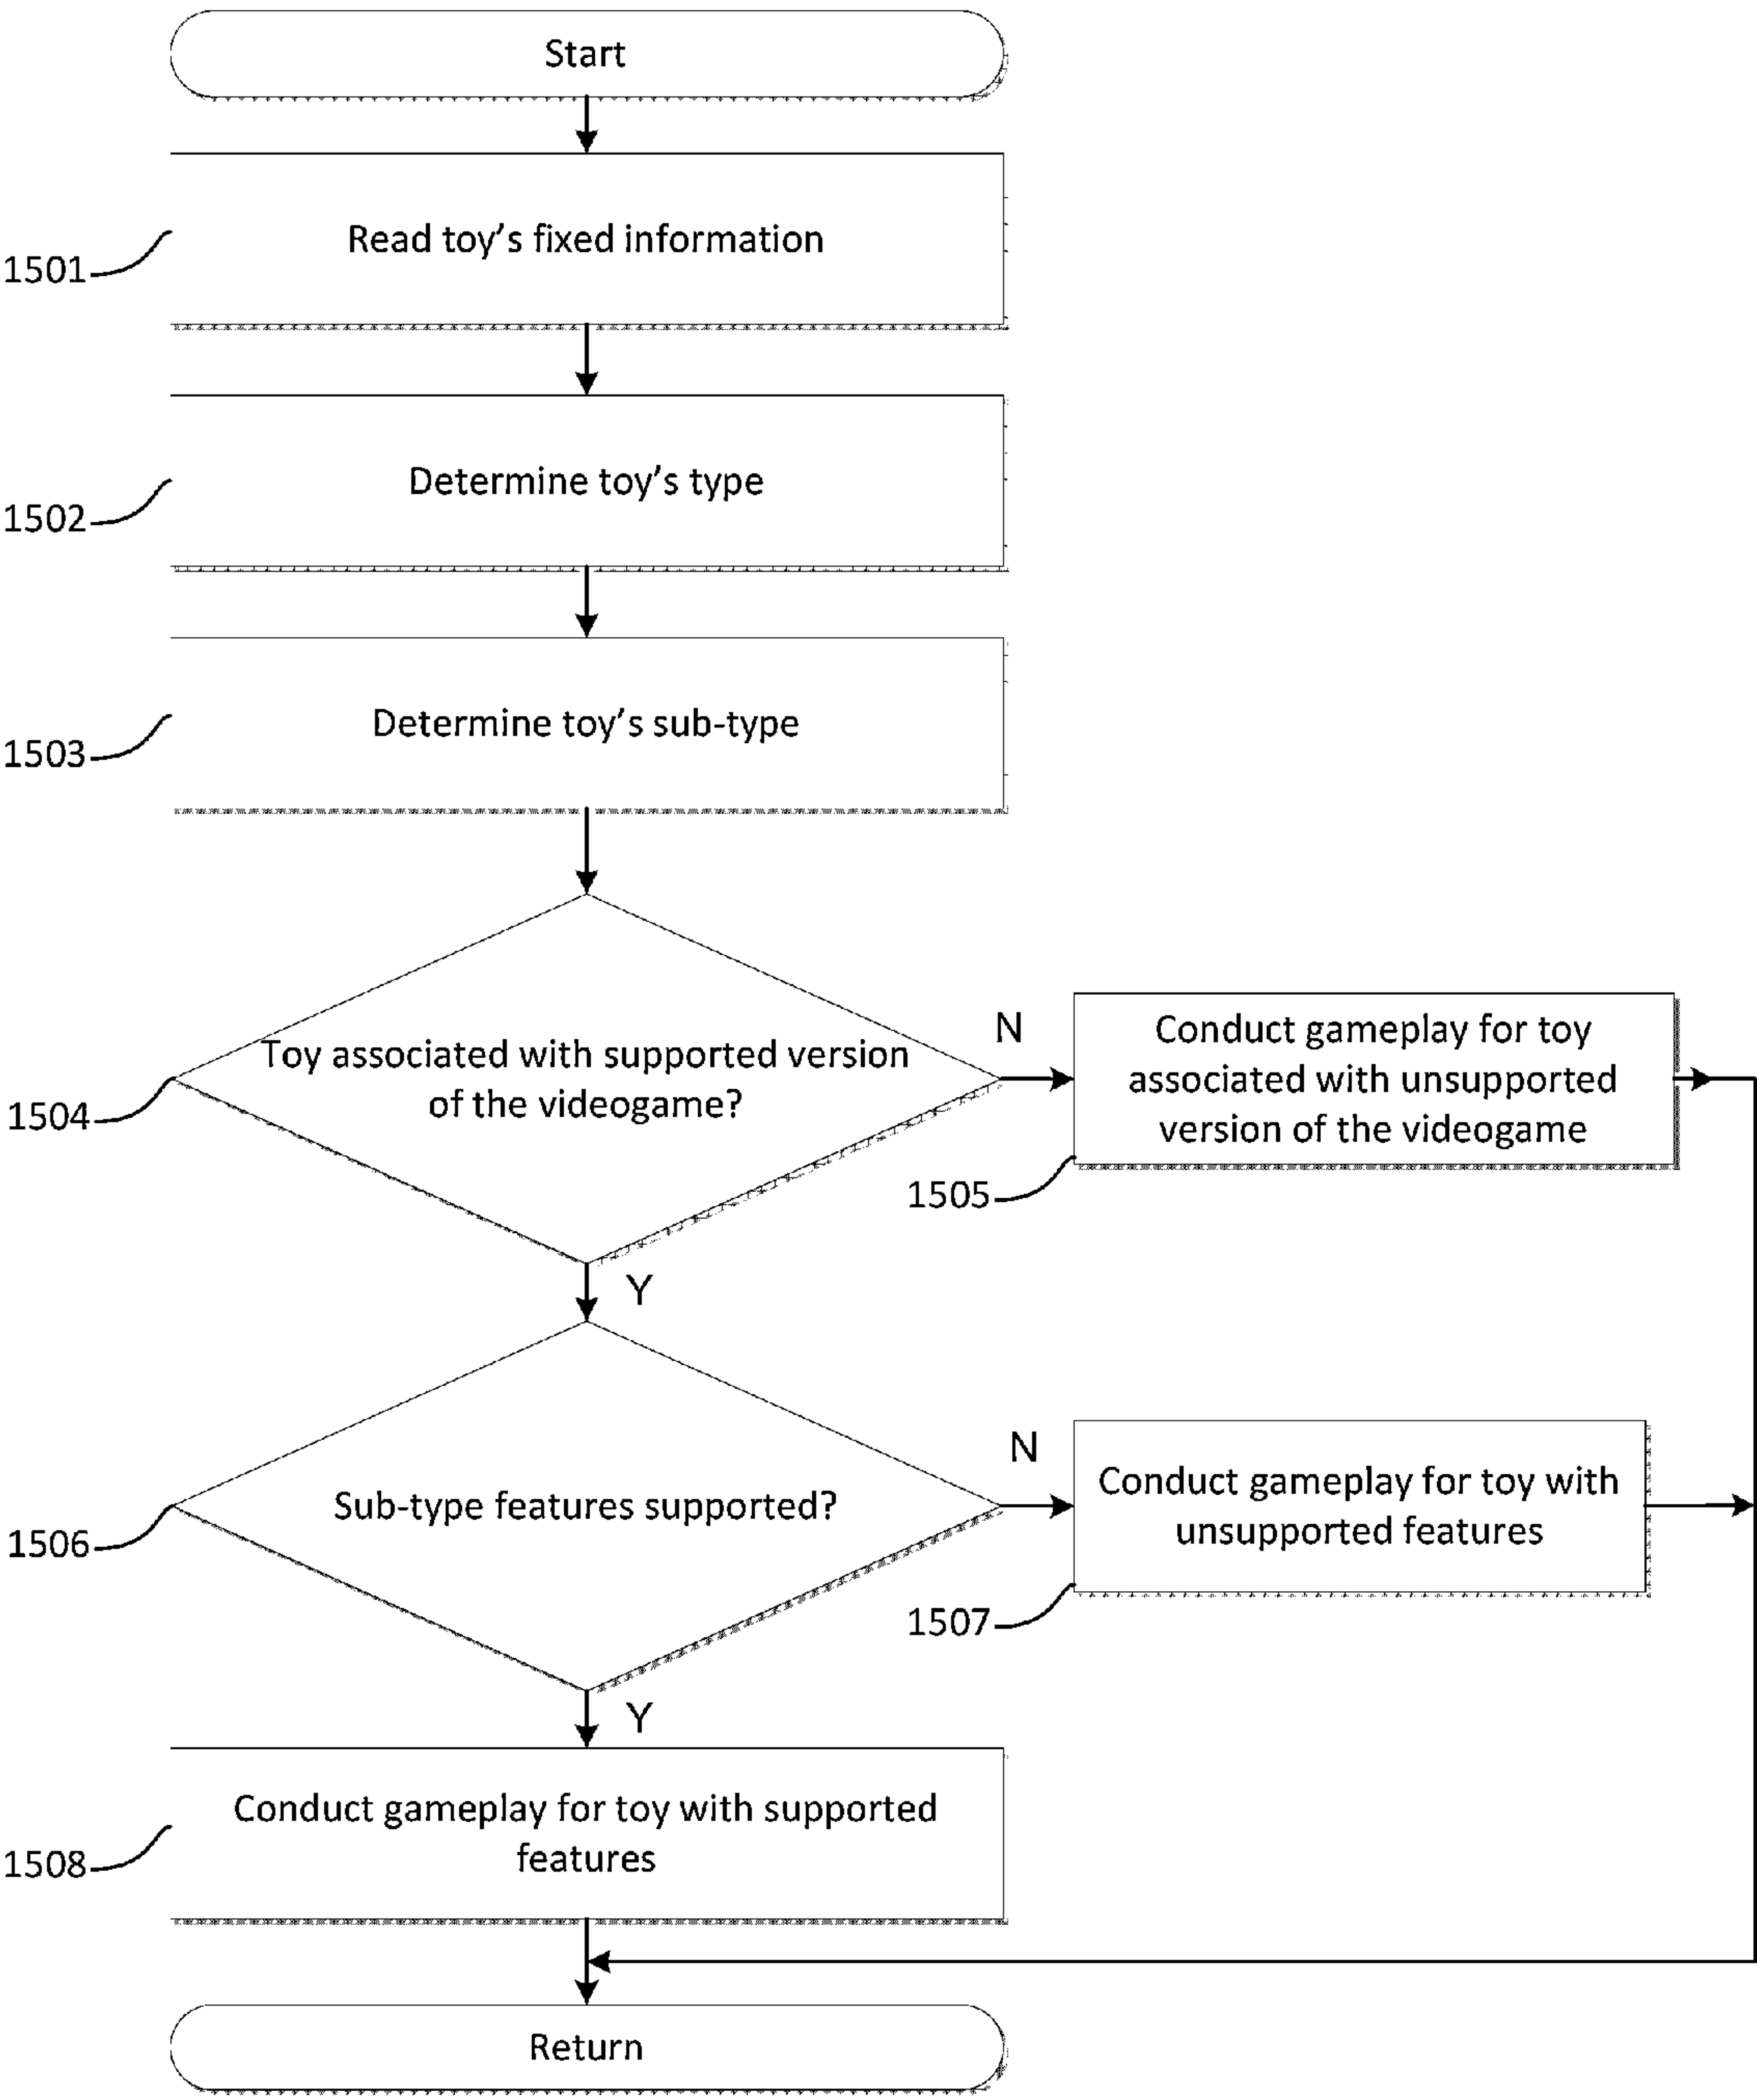 Start
Read toy's fixed information
1501
Determine toy's type
1502
Determine toy's sub-type
1503
Toy associated with supported version
of the videogame?
1504
N
Conduct gameplay for toy
associated with unsupported
version of the videogame
1505
Y
Sub-type features supported?
1506
N
Conduct gameplay for toy with
unsupported features
1507
Y
Conduct gameplay for toy with supported
features
1508
Return